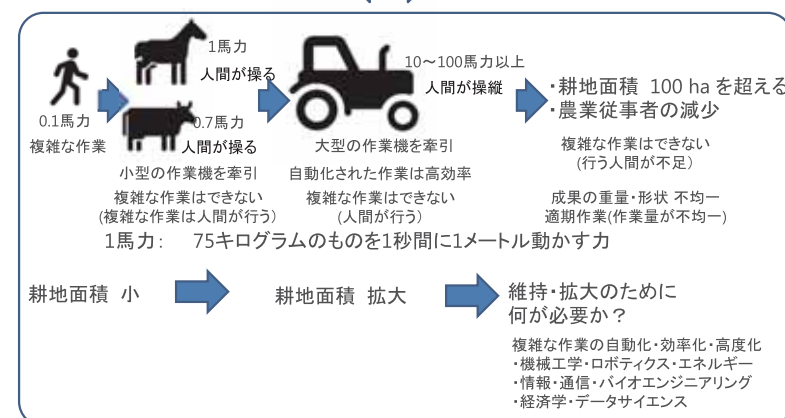 0.1馬力
複雑な作業
1馬力
人間が操る
0.7馬力
人間が操る
小型の作業機を牽引
複雑な作業はできない
(複雑な作業は人間が行う)
10～100馬力以上
人間が操縦
大型の作業機を牽引
自動化された作業は高効率
複雑な作業はできない
(人間が行う)
・耕地面積 100 ha を超える
・農業従事者の減少
複雑な作業はできない
(行う人間が不足)
成果の重量・形状 不均一
適期作業(作業量が不均一)
1馬力： 75キログラムのものを1秒間に1メートル動かす力
耕地面積 小
耕地面積 拡大
維持・拡大のために
何が必要か？
複雑な作業の自動化・効率化・高度化
・機械工学・ロボティクス・エネルギー
・情報・通信・バイオエンジニアリング
・経済学・データサイエンス